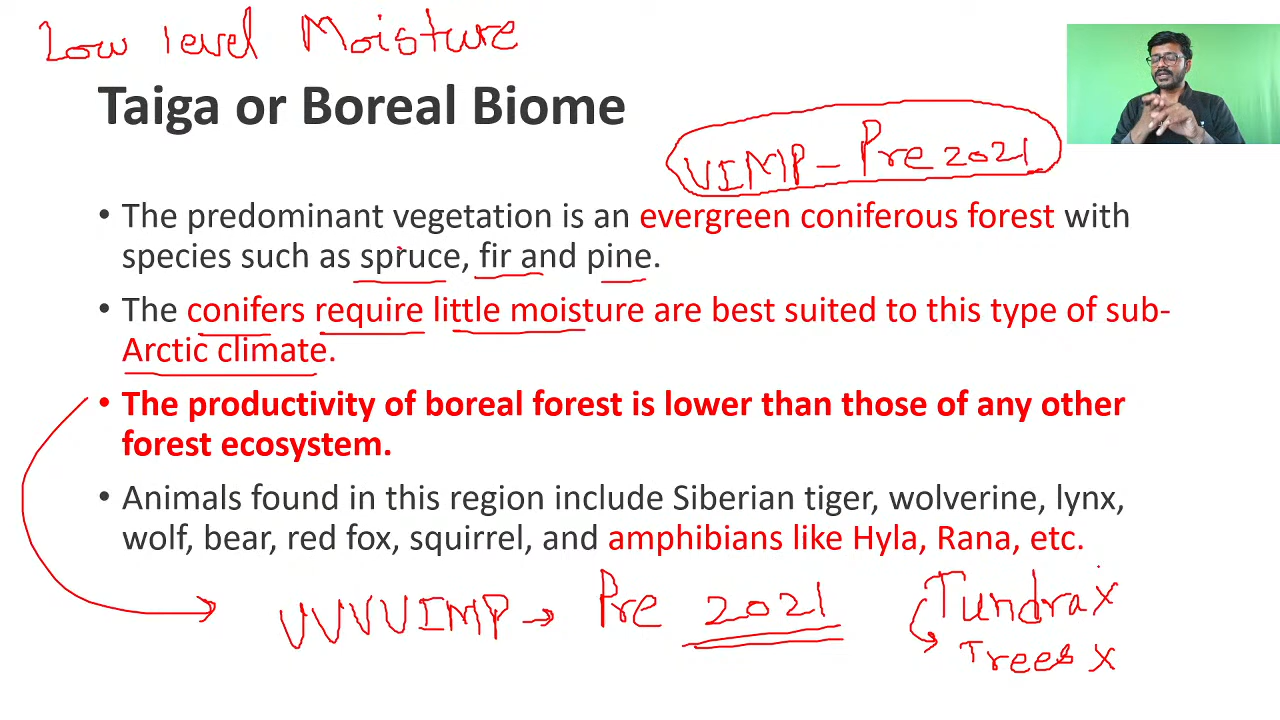 Low level Moisture
Taiga or Boreal Biome
VIMP - Pre 2021
• The predominant vegetation is an evergreen coniferous forest with
species such as spruce, fir and pine.
• The conifers require little moisture are best suited to this type of sub-
Arctic climate.
• The productivity of boreal forest is lower than those of any other
forest ecosystem.
• Animals found in this region include Siberian tiger, wolverine, lynx,
wolf, bear, red fox, squirrel, and amphibians like Hyla, Rana, etc.
VVVVIMP → Pre 2021
Tundra x
Trees x